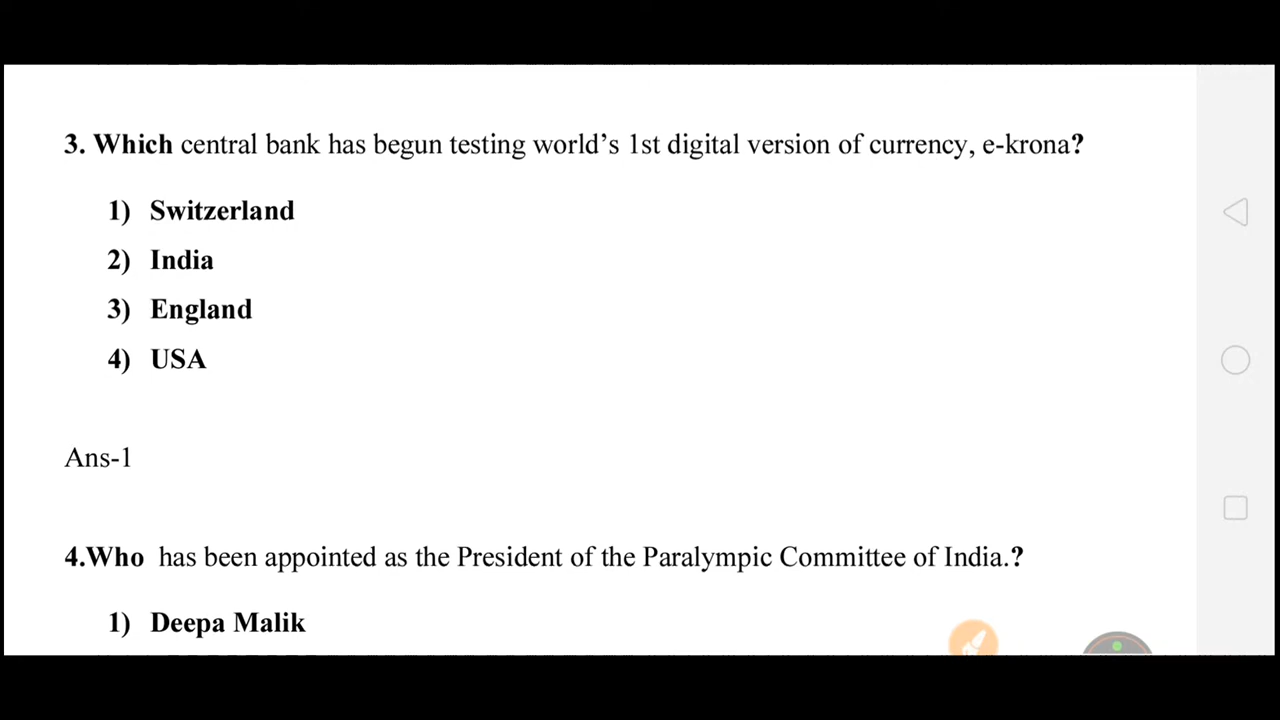 3. Which central bank has begun testing world’s 1st digital version of currency, e-krona?
1) Switzerland
2) India
3) England
4) USA
Ans-1
4.Who has been appointed as the President of the Paralympic Committee of India.?
1) Deepa Malik